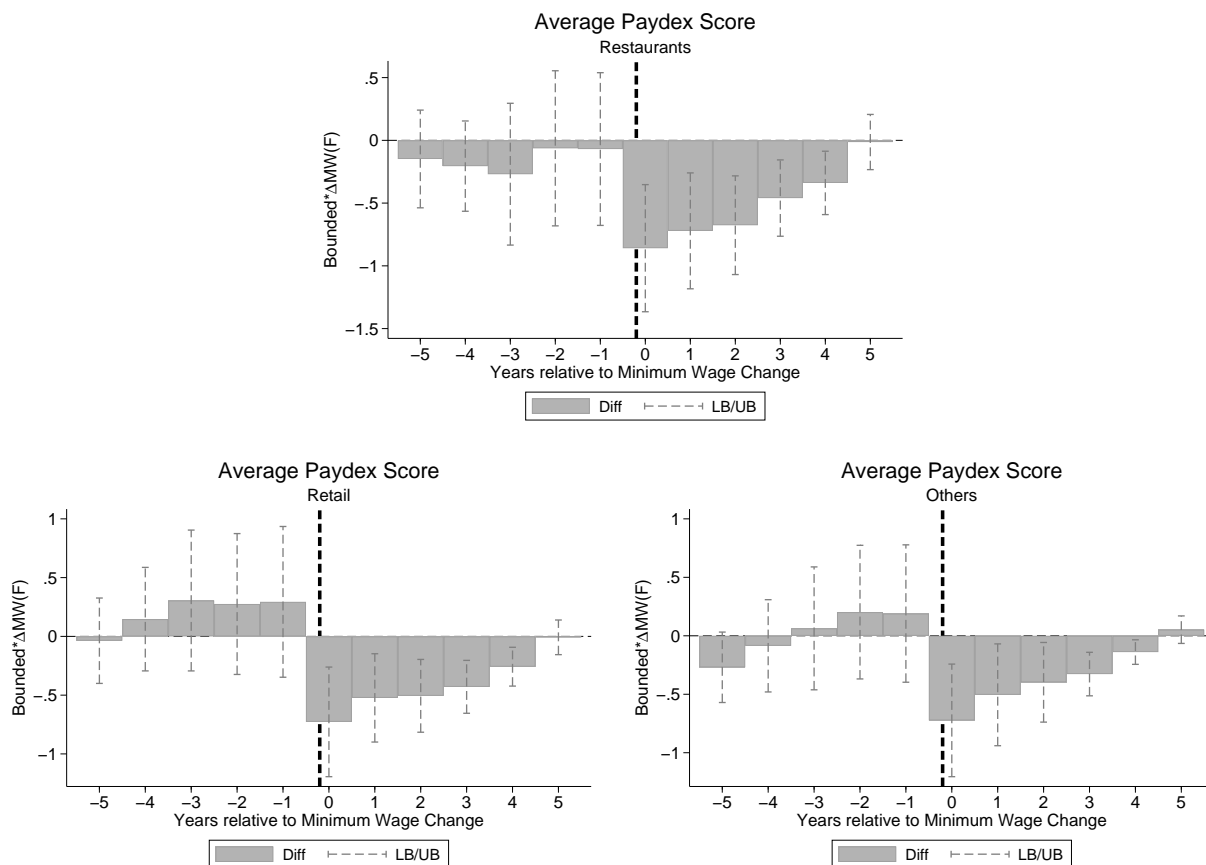 Average Paydex Score
Restaurants
Bounded*ΔMW(F)
.5
0
−.5
−1
−1.5
−5 −4 −3 −2 −1 0 1 2 3 4 5
Years relative to Minimum Wage Change
Diff LB/UB
Average Paydex Score
Retail
Bounded*ΔMW(F)
1
.5
0
−.5
−1
−5 −4 −3 −2 −1 0 1 2 3 4 5
Years relative to Minimum Wage Change
Diff LB/UB
Average Paydex Score
Others
Bounded*ΔMW(F)
1
.5
0
−.5
−1
−5 −4 −3 −2 −1 0 1 2 3 4 5
Years relative to Minimum Wage Change
Diff LB/UB